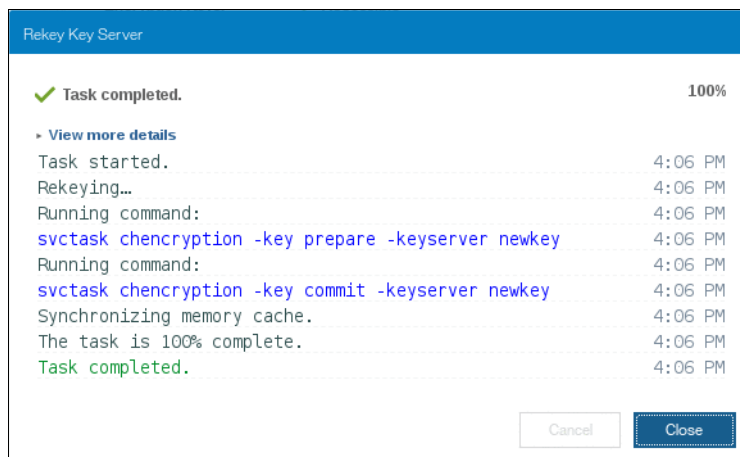 Rekey Key Server
Task completed. 100%
View more details
Task started. 4:06 PM
Rekeying… 4:06 PM
Running command: 4:06 PM
svctask chencryption -key prepare -keyserver newkey 4:06 PM
Running command: 4:06 PM
svctask chencryption -key commit -keyserver newkey 4:06 PM
Synchronizing memory cache. 4:06 PM
The task is 100% complete. 4:06 PM
Task completed. 4:06 PM
Cancel Close